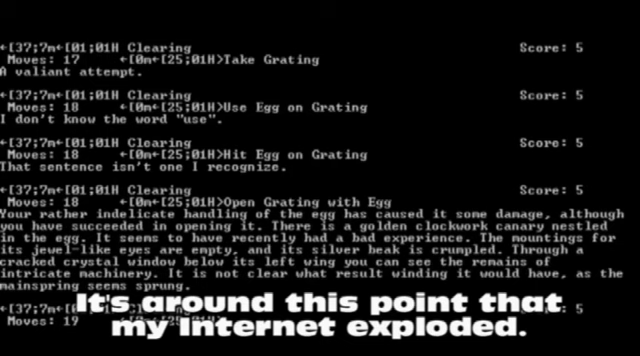 ←[37;7m←[01;01H Clearing Score: 5
Moves: 17 ←[0m←[25;01H>Take Grating
A valiant attempt.
←[37;7m←[01;01H Clearing Score: 5
Moves: 18 ←[0m←[25;01H>Use Egg on Grating
I don't know the word "use".
←[37;7m←[01;01H Clearing Score: 5
Moves: 18 ←[0m←[25;01H>Hit Egg on Grating
That sentence isn't one I recognize.
←[37;7m←[01;01H Clearing Score: 5
Moves: 18 ←[0m←[25;01H>Open Grating with Egg
Your rather indelicate handling of the egg has caused it some damage, although
you have succeeded in opening it. There is a golden clockwork canary nestled
in the egg. It seems to have recently had a bad experience. The mountings for
its jewel-like eyes are empty, and its silver beak is crumpled. Through a
cracked crystal window below its left wing you can see the remains of
intricate machinery. It is not clear what result winding it would have, as the
mainspring seems sprung.
←[37;7m Score: 5
Moves: 19
It's around this point that
my Internet exploded.